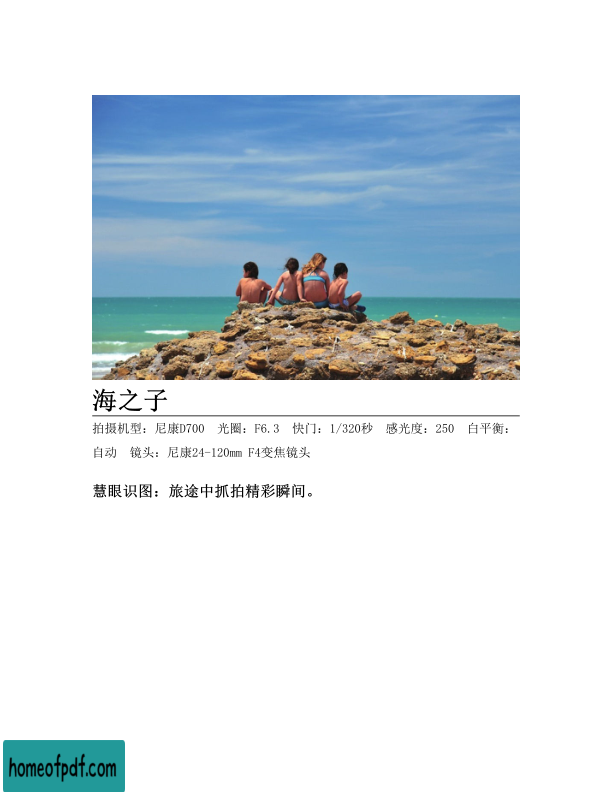 海之子
拍摄机型：尼康D700 光圈：F6.3 快门：1/320秒 感光度：250 白平衡：
自动 镜头：尼康24-120mm F4变焦镜头
慧眼识图：旅途中抓拍精彩瞬间。
homeofpdf.com